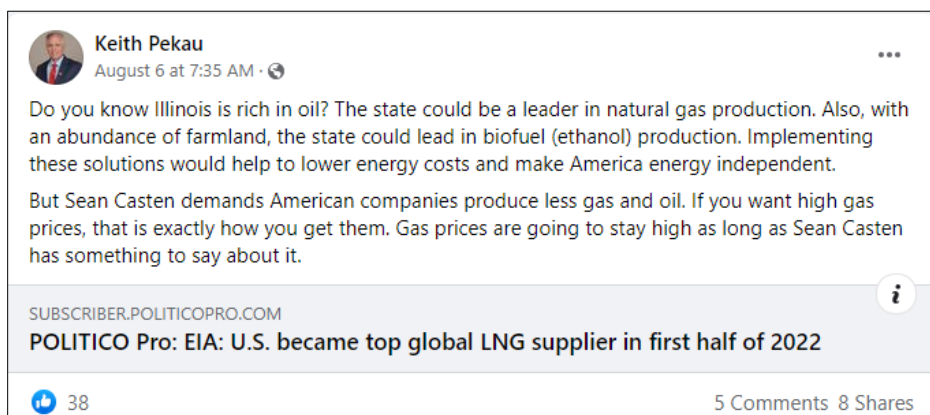 Keith Pekau
August 6 at 7:35 AM ·
Do you know Illinois is rich in oil? The state could be a leader in natural gas production. Also, with
an abundance of farmland, the state could lead in biofuel (ethanol) production. Implementing
these solutions would help to lower energy costs and make America energy independent.
But Sean Casten demands American companies produce less gas and oil. If you want high gas
prices, that is exactly how you get them. Gas prices are going to stay high as long as Sean Casten
has something to say about it.
SUBSCRIBER.POLITICOPRO.COM
POLITICO Pro: EIA: U.S. became top global LNG supplier in first half of 2022
38 5 Comments 8 Shares